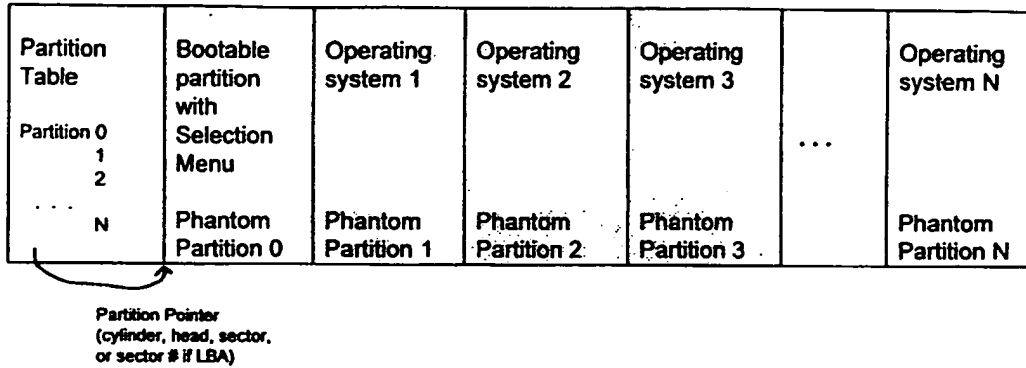 Partition
Table
Partition 0
1
2
. . .
N
Bootable
partition
with
Selection
Menu
Phantom
Partition 0
Operating
system 1
Phantom
Partition 1
Operating
system 2
Phantom
Partition 2
Operating
system 3
Phantom
Partition 3
...
Operating
system N
Phantom
Partition N
Partition Pointer
(cylinder, head, sector,
or sector # if LBA)